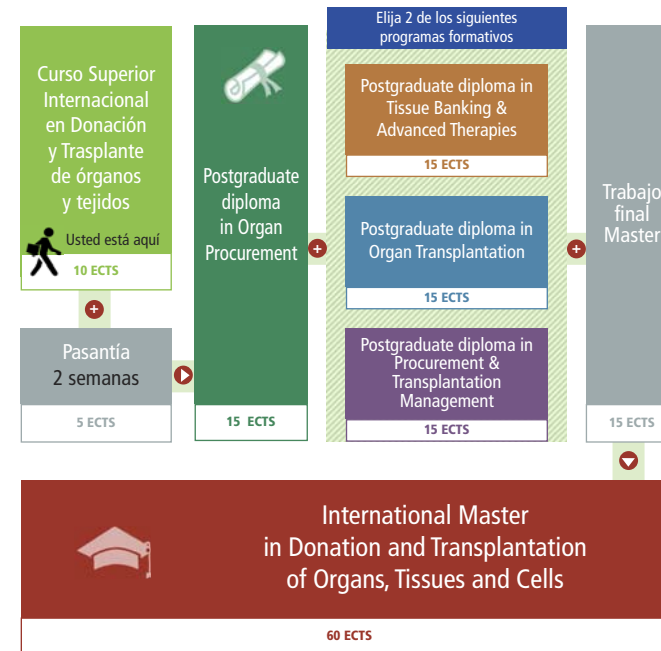 Curso Superior
Internacional
en Donación
y Trasplante
de órganos
y tejidos
Usted está aquí
10 ECTS
Pasantía
2 semanas
5 ECTS
Postgraduate
diploma
in Organ
Procurement
15 ECTS
Elija 2 de los siguientes
programas formativos
Postgraduate diploma in
Tissue Banking &
Advanced Therapies
15 ECTS
Postgraduate diploma in
Organ Transplantation
15 ECTS
Postgraduate diploma in
Procurement &
Transplantation
Management
15 ECTS
Trabajo
final
Master
15 ECTS
International Master
in Donation and Transplantation
of Organs, Tissues and Cells
60 ECTS